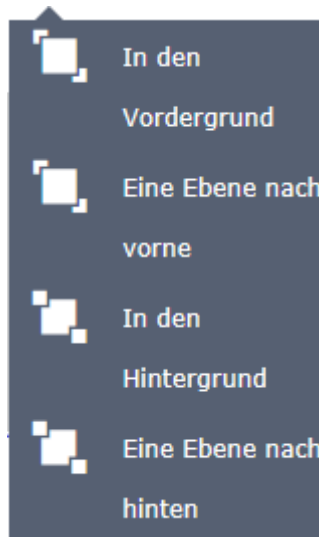 In den
Vordergrund
Eine Ebene nach
vorne
In den
Hintergrund
Eine Ebene nach
hinten